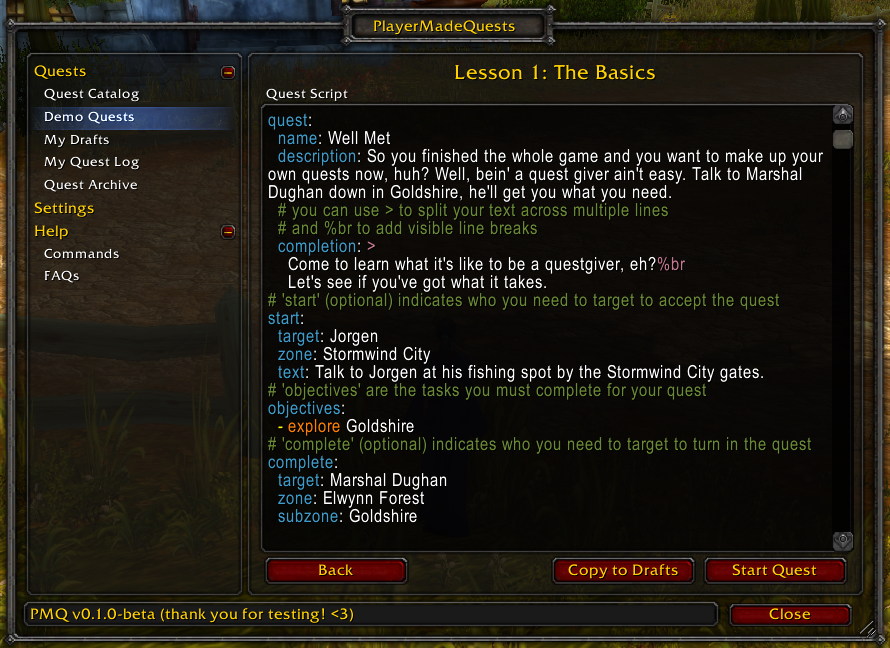 PlayerMadeQuests
Quests
Quest Catalog
Demo Quests
My Drafts
My Quest Log
Quest Archive
Settings
Help
Commands
FAQs
Lesson 1: The Basics
Quest Script
quest:
name: Well Met
description: So you finished the whole game and you want to make up your
own quests now, huh? Well, bein' a quest giver ain't easy. Talk to Marshal
Dughan down in Goldshire, he'll get you what you need.
# you can use > to split your text across multiple lines
# and %br to add visible line breaks
completion: >
Come to learn what it's like to be a questgiver, eh?%br
Let's see if you've got what it takes.
# 'start' (optional) indicates who you need to target to accept the quest
start:
target: Jorgen
zone: Stormwind City
text: Talk to Jorgen at his fishing spot by the Stormwind City gates.
# 'objectives' are the tasks you must complete for your quest
objectives:
- explore Goldshire
# 'complete' (optional) indicates who you need to target to turn in the quest
complete:
target: Marshal Dughan
zone: Elwynn Forest
subzone: Goldshire
Back
Copy to Drafts
Start Quest
PMQ v0.1.0-beta (thank you for testing! <3)
Close